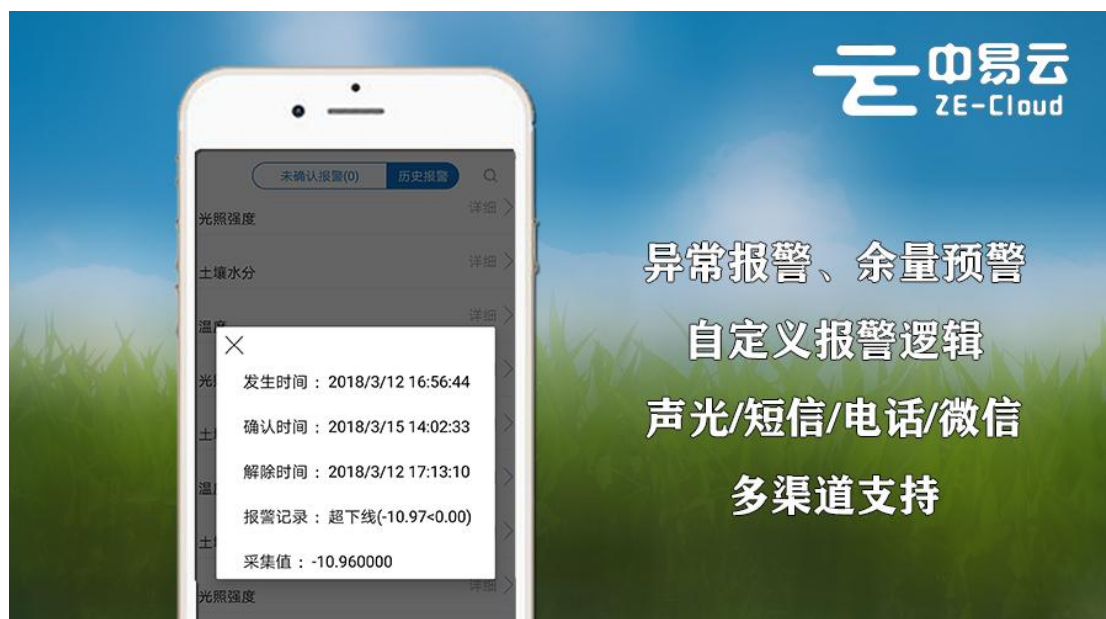 中易云
ZE-Cloud
未确认报警(0)
历史报警
光照强度
详细
土壤水分
详细
温度
详细
光
发生时间：2018/3/12 16:56:44
确认时间：2018/3/15 14:02:33
土
解除时间：2018/3/12 17:13:10
温
报警记录：超下线(-10.97<0.00)
土
采集值：-10.960000
光照强度
详细
异常报警、余量预警
自定义报警逻辑
声光/短信/电话/微信
多渠道支持